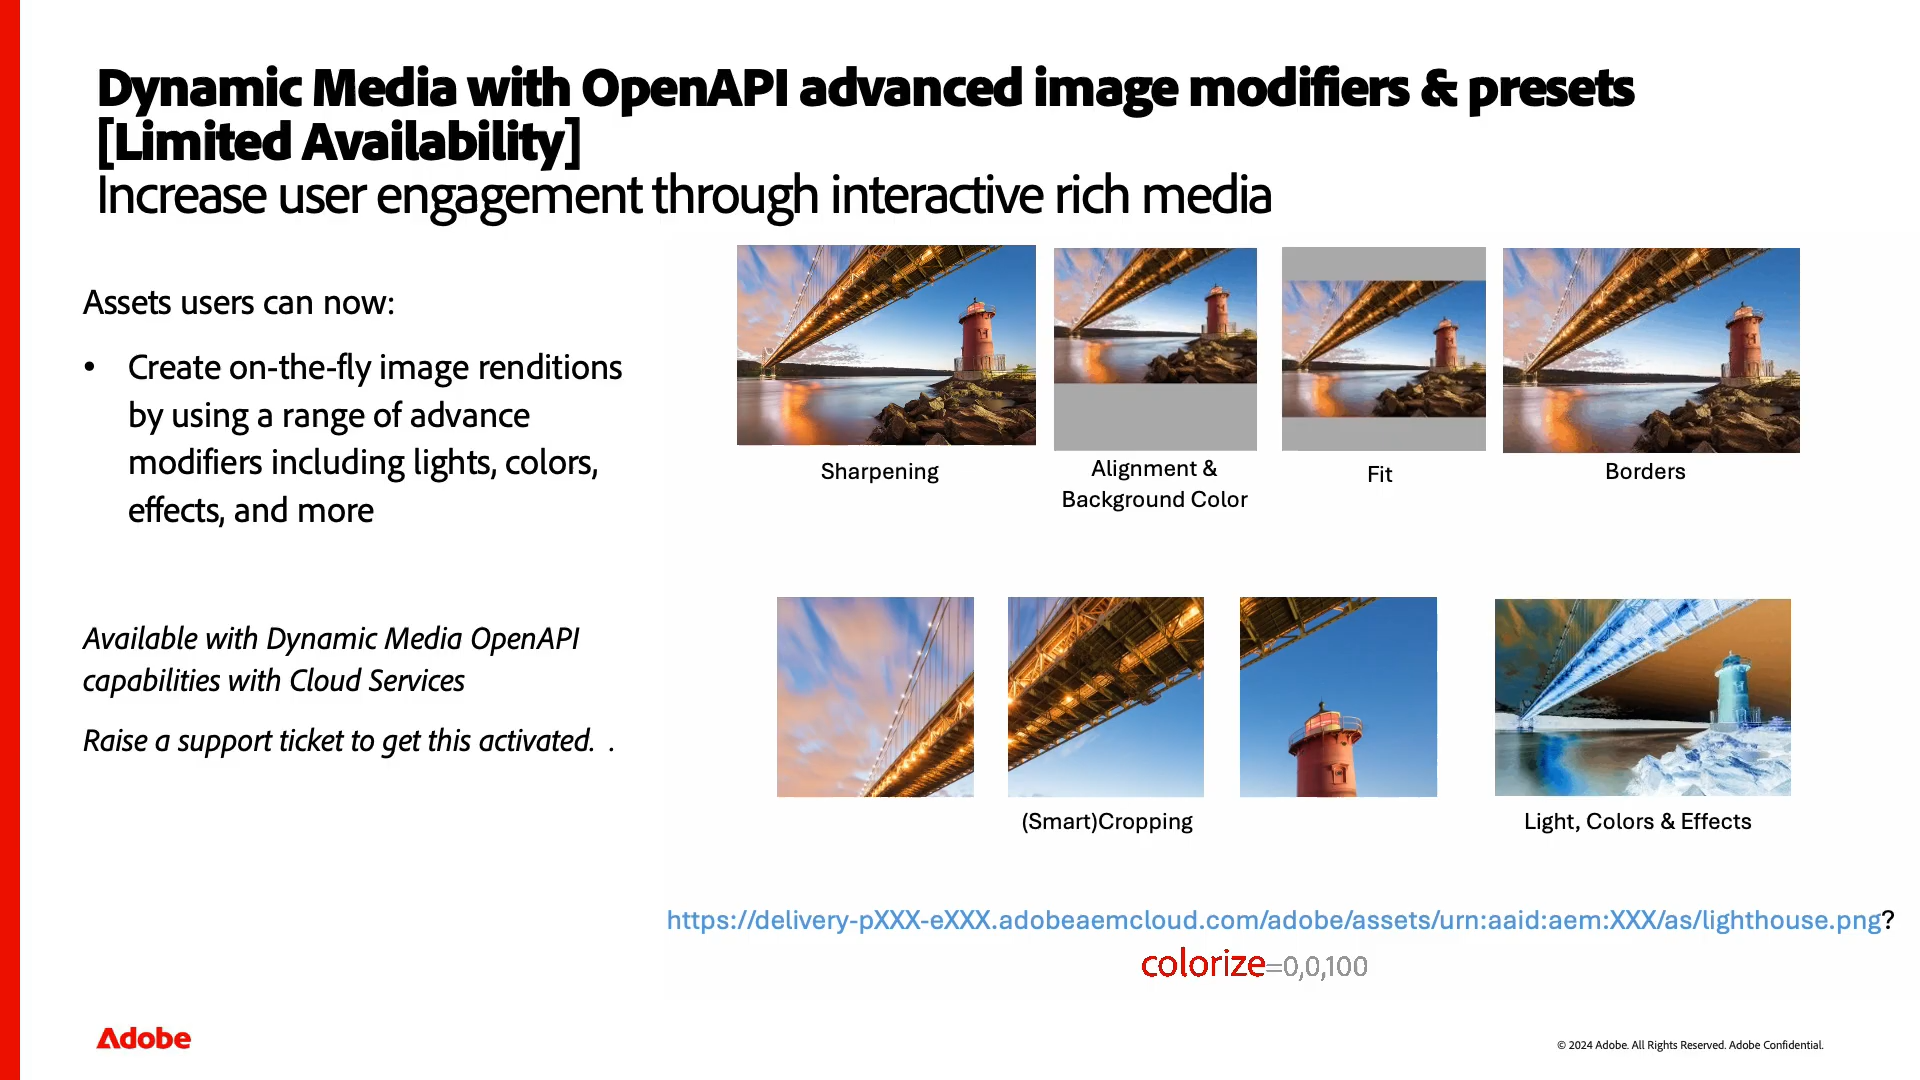 Dynamic Media with OpenAPI advanced image modifiers & presets
[Limited Availability]
Increase user engagement through interactive rich media
Assets users can now:
• Create on-the-fly image renditions
by using a range of advance
modifiers including lights, colors,
effects, and more
Available with Dynamic Media OpenAPI
capabilities with Cloud Services
Raise a support ticket to get this activated. .
Sharpening
Alignment &
Background Color
Fit
Borders
(Smart)Cropping
Light, Colors & Effects
https://delivery-pXXX-eXXX.adobeaemcloud.com/adobe/assets/urn:aaid:aem:XXX/as/lighthouse.png?
colorize=0,0,100
Adobe
© 2024 Adobe. All Rights Reserved. Adobe Confidential.